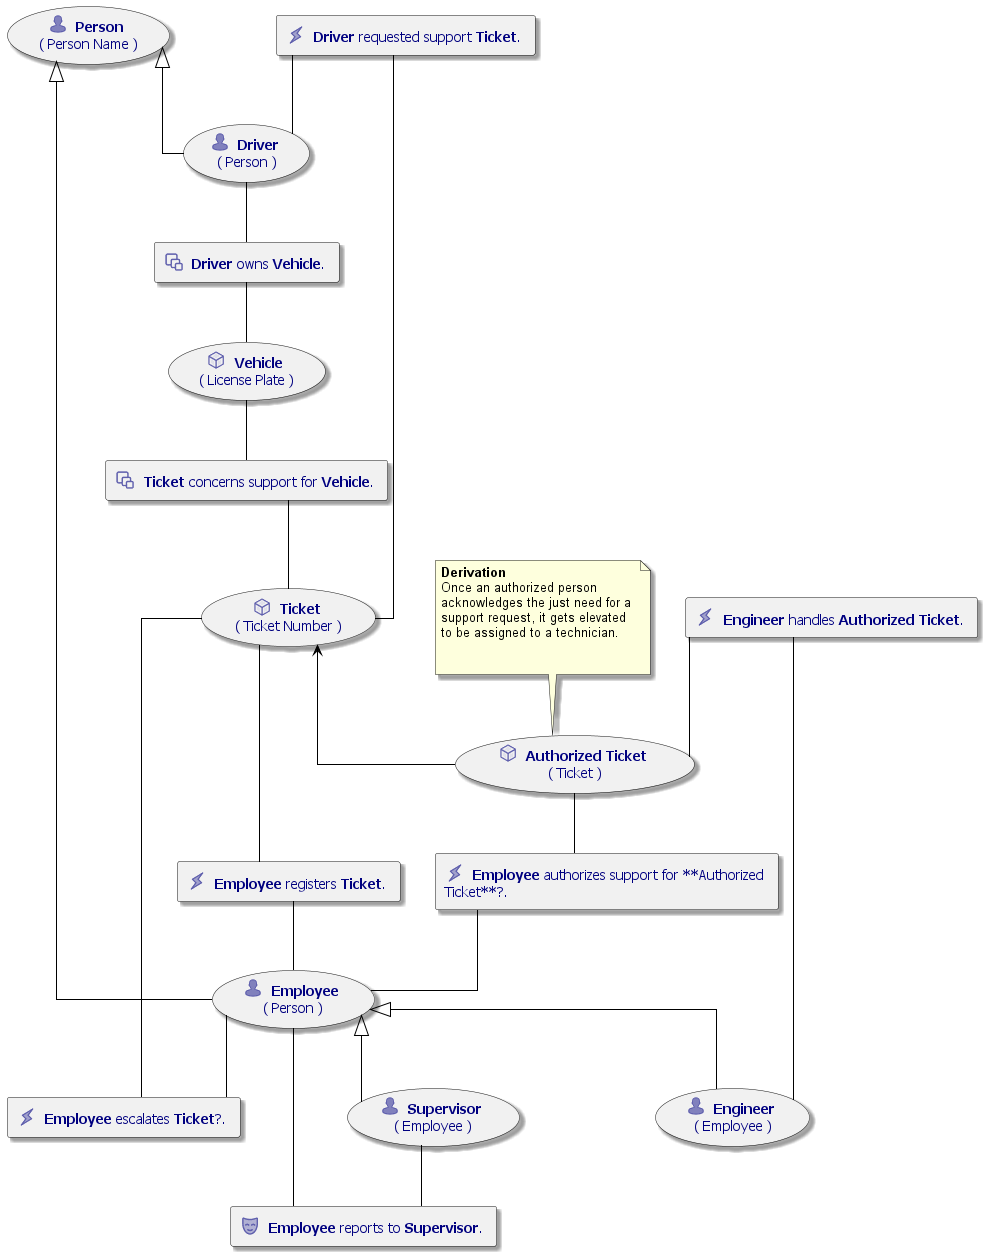 Person
( Person Name )
Driver requested support Ticket.
Driver
( Person )
Driver owns Vehicle.
Vehicle
( License Plate )
Ticket concerns support for Vehicle.
Derivation
Once an authorized person
acknowledges the just need for a
support request, it gets elevated
to be assigned to a technician.
Ticket
( Ticket Number )
Engineer handles Authorized Ticket.
Authorized Ticket
( Ticket )
Employee registers Ticket.
Employee authorizes support for **Authorized
Ticket**?.
Employee
( Person )
Employee escalates Ticket?.
Supervisor
( Employee )
Engineer
( Employee )
Employee reports to Supervisor.